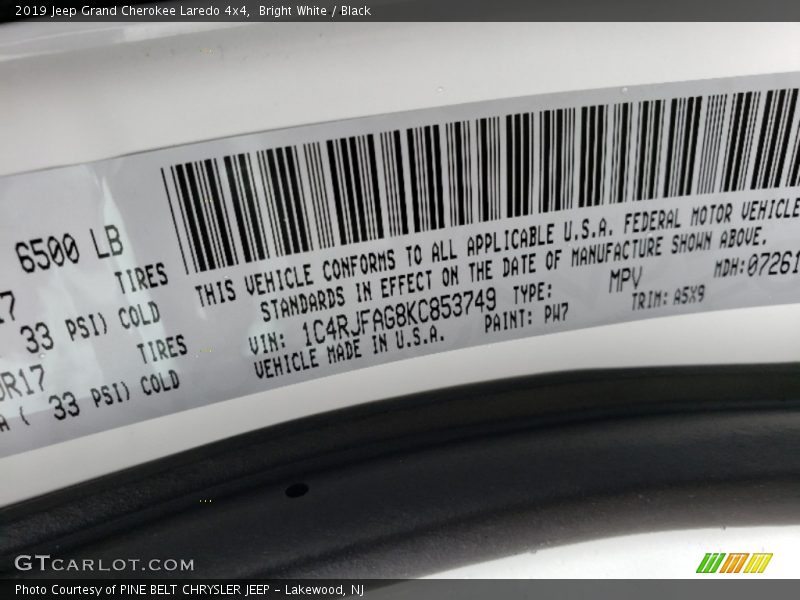 2019 Jeep Grand Cherokee Laredo 4x4, Bright White / Black
6500 LB
TIRES
33 PSI) COLD
TIRES
R17
A ( 33 PSI) COLD
THIS VEHICLE CONFORMS TO ALL APPLICABLE U.S.A. FEDERAL MOTOR VEHICLE
STANDARDS IN EFFECT ON THE DATE OF MANUFACTURE SHOWN ABOVE.
VIN: 1C4RJFAG8KC853749 TYPE: MPV MDH:07261
VEHICLE MADE IN U.S.A. PAINT: PW7 TRIM: A5X9
GTCARLOT.COM
Photo Courtesy of PINE BELT CHRYSLER JEEP - Lakewood, NJ